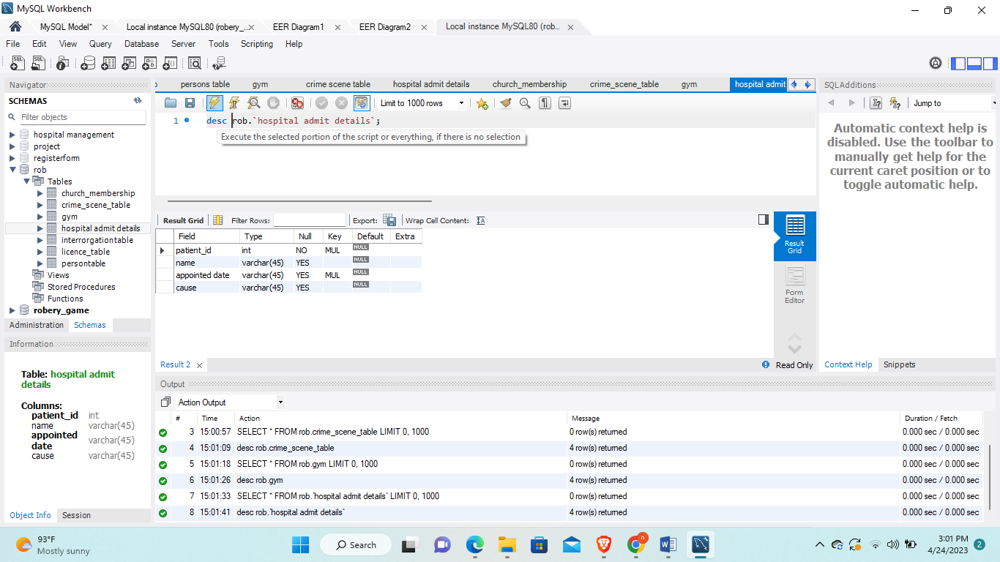 MySQL Workbench
MySQL Model* Local instance MySQL80 (robery_... EER Diagram1 EER Diagram2 Local instance MySQL80 (rob...
File Edit View Query Database Server Tools Scripting Help
Navigator
SCHEMAS
Filter objects
hospital management
project
registerform
rob
Tables
church_membership
crime_scene_table
gym
hospital admit details
interrorgationtable
licence_table
persontable
Views
Stored Procedures
Functions
robery_game
Administration Schemas
Information
Table: hospital admit
details
Columns:
patient_id int
name varchar(45)
appointed
date varchar(45)
cause varchar(45)
Object Info Session
persons table gym crime scene table hospital admit details church_membership crime_scene_table gym hospital admit
Limit to 1000 rows
1 desc rob.`hospital admit details`;
Execute the selected portion of the script or everything, if there is no selection
Result Grid Filter Rows: Export: Wrap Cell Content:
Field Type Null Key Default Extra
patient_id int NO MUL NULL
name varchar(45) YES NULL
appointed date varchar(45) YES MUL NULL
cause varchar(45) YES NULL
Result
Grid
Form
Editor
Result 2 Read Only
SQLAdditions
Jump to
Automatic context help is
disabled. Use the toolbar to
manually get help for the
current caret position or to
toggle automatic help.
Context Help Snippets
Output
Action Output
# Time Action Message Duration / Fetch
3 15:00:57 SELECT * FROM rob.crime_scene_table LIMIT 0, 1000 0 row(s) returned 0.000 sec / 0.000 sec
4 15:01:09 desc rob.crime_scene_table 4 row(s) returned 0.000 sec / 0.000 sec
5 15:01:18 SELECT * FROM rob.gym LIMIT 0, 1000 0 row(s) returned 0.000 sec / 0.000 sec
6 15:01:26 desc rob.gym 4 row(s) returned 0.000 sec / 0.000 sec
7 15:01:33 SELECT * FROM rob.`hospital admit details` LIMIT 0, 1000 0 row(s) returned 0.000 sec / 0.000 sec
8 15:01:41 desc rob.`hospital admit details` 4 row(s) returned 0.000 sec / 0.000 sec
93°F
Mostly sunny
Search
n
3:01 PM
4/24/2023
2